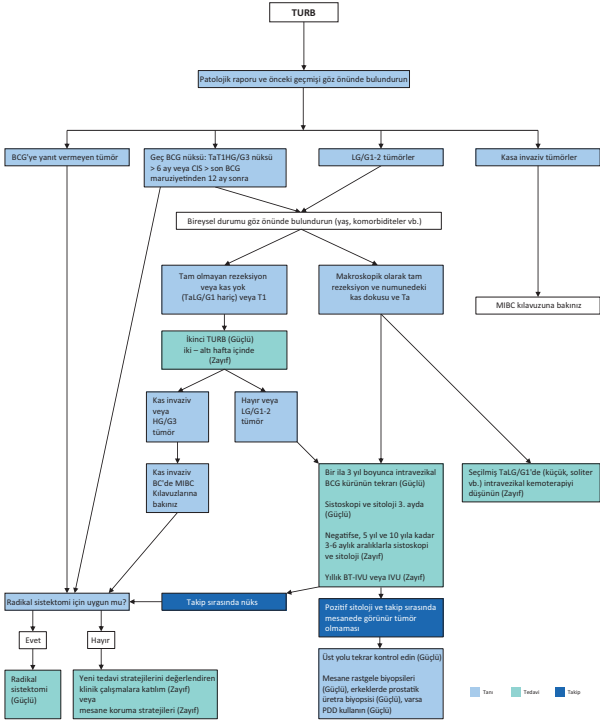 TURB
Patolojik raporu ve önceki geçmişi göz önünde bulundurun
BCG'ye yanıt vermeyen tümör
Geç BCG nüksü: TaT1HG/G3 nüksü
> 6 ay veya CIS > son BCG
maruziyetinden 12 ay sonra
LG/G1-2 tümörler
Kasa invaziv tümörler
Bireysel durumu göz önünde bulundurun (yaş, komorbiditeler vb.)
Tam olmayan rezeksiyon
veya kas yok
(TaLG/G1 hariç) veya T1
Makroskopik olarak tam
rezeksiyon ve numunedeki
kas dokusu ve Ta
MIBC kılavuzuna bakınız
İkinci TURB (Güçlü)
iki – altı hafta içinde
(Zayıf)
Kas invaziv
veya
HG/G3
tümör
Hayır veya
LG/G1-2
tümör
Kas invaziv
BC'de MIBC
Kılavuzlarına
bakınız
Bir ila 3 yıl boyunca intravezikal
BCG kürünün tekrarı (Güçlü)
Sistoskopi ve sitoloji 3. ayda
(Güçlü)
Negatifse, 5 yıl ve 10 yıla kadar
3-6 aylık aralıklarla sistoskopi
ve sitoloji (Zayıf)
Yıllık BT-IVU veya IVU (Zayıf)
Seçilmiş TaLG/G1'de (küçük, soliter
vb.) intravezikal kemoterapiyi
düşünün (Zayıf)
Radikal sistektomi için uygun mu?
Takip sırasında nüks
Pozitif sitoloji ve takip sırasında
mesanede görünür tümör
olmaması
Evet
Hayır
Radikal
sistektomi
(Güçlü)
Yeni tedavi stratejilerini değerlendiren
klinik çalışmalara katılım (Zayıf)
veya
mesane koruma stratejileri (Zayıf)
Üst yolu tekrar kontrol edin (Güçlü)
Mesane rastgele biyopsileri
(Güçlü), erkeklerde prostatik
üretra biyopsisi (Güçlü), varsa
PDD kullanın (Güçlü)
Tanı
Tedavi
Takip